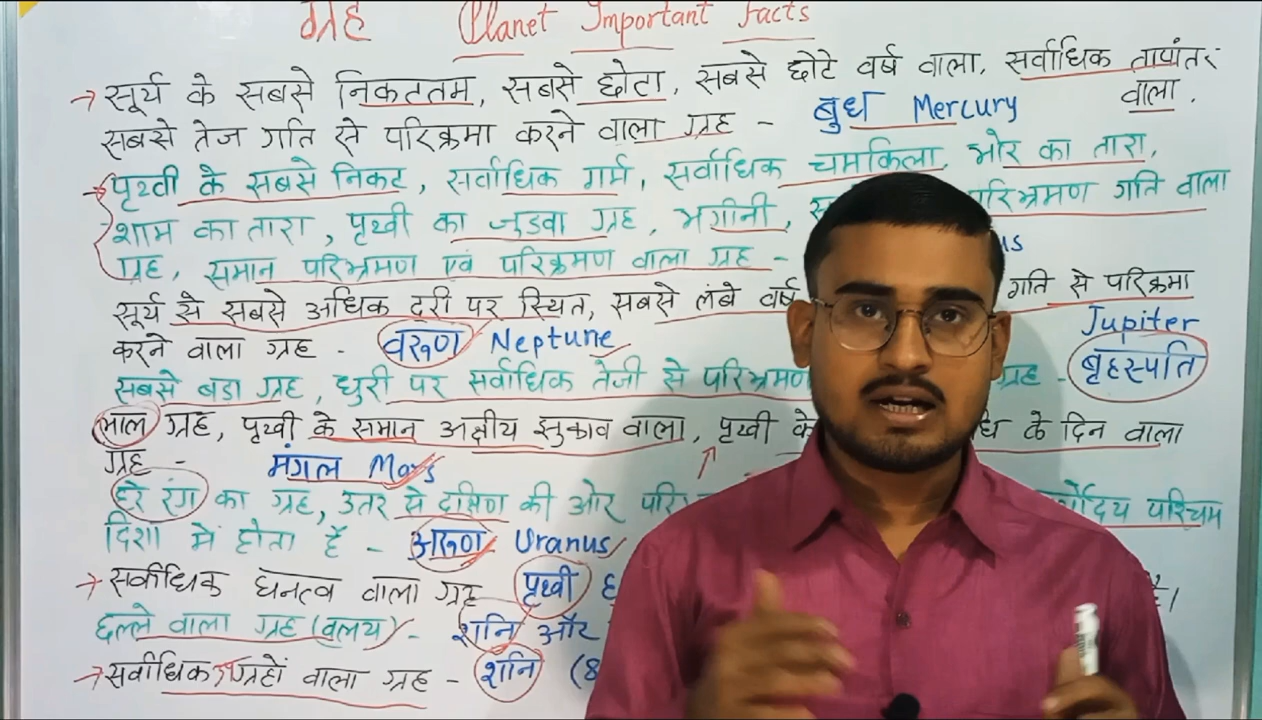 ग्रह Planet Important Facts
→ सूर्य के सबसे निकटतम, सबसे छोटा, सबसे छोटे वर्ष वाला, सर्वाधिक तापांतर
वाला.
सबसे तेज गति से परिक्रमा करने वाला ग्रह - बुध Mercury
→ पृथ्वी के सबसे निकट, सर्वाधिक गर्म, सर्वाधिक चमकिला, भोर का तारा,
शाम का तारा, पृथ्वी का जुडवा ग्रह, भगीनी, परिभ्रमण गति वाला
ग्रह, समान परिभ्रमण एवं परिक्रमण वाला ग्रह -
सूर्य से सबसे अधिक दूरी पर स्थित, सबसे लंबे वर्ष गति से परिक्रमा
करने वाला ग्रह - वरूण Neptune
सबसे बडा ग्रह, धुरी पर सर्वाधिक तेजी से परिभ्रमण ग्रह - Jupiter बृहस्पति
लाल ग्रह, पृथ्वी के समान अक्षीय झुकाव वाला, पृथ्वी के के दिन वाला
ग्रह - मंगल Mars
हरे रंग का ग्रह, उतर से दक्षिण की ओर परि पश्चिम
दिशा में होता है - अरूण Uranus
→ सर्वाधिक घनत्व वाला ग्रह पृथ्वी
छल्ले वाला ग्रह (वलय) - शनि और
→ सर्वाधिक उपग्रहों वाला ग्रह - शनि (8